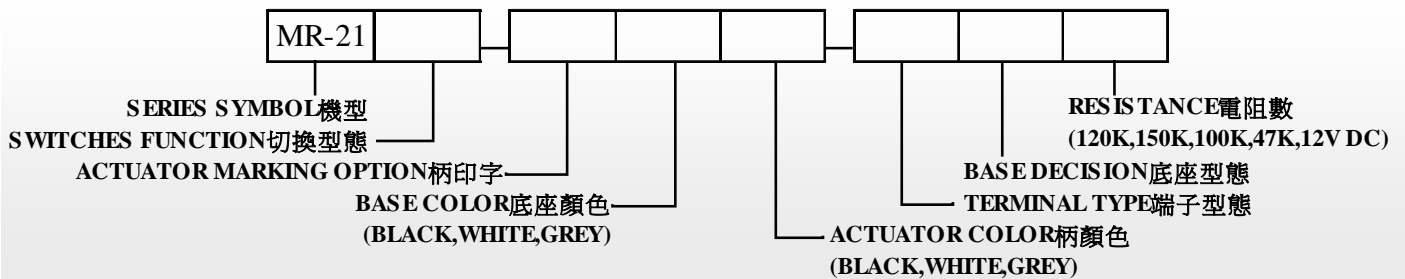 MR-21
SERIES SYMBOL機型
SWITCHES FUNCTION切換型態
ACTUATOR MARKING OPTION柄印字
BASE COLOR底座顏色
(BLACK,WHITE,GREY)
RESISTANCE電阻數
(120K,150K,100K,47K,12V DC)
BASE DECISION底座型態
TERMINAL TYPE端子型態
ACTUATOR COLOR柄顏色
(BLACK,WHITE,GREY)